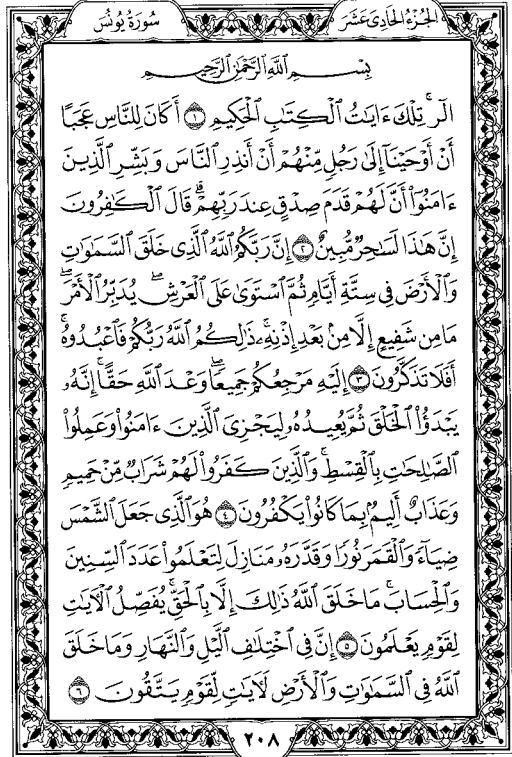 سُورَةُ يُونُسَ
الجُزْءُ الحَادِي عَشَرَ
بِسْمِ ٱللَّهِ ٱلرَّحْمَٰنِ ٱلرَّحِيمِ
الٓرۚ تِلْكَ ءَايَٰتُ ٱلْكِتَٰبِ ٱلْحَكِيمِ ١ أَكَانَ لِلنَّاسِ عَجَبًا
أَنْ أَوْحَيْنَآ إِلَىٰ رَجُلٍ مِّنْهُمْ أَنْ أَنذِرِ ٱلنَّاسَ وَبَشِّرِ ٱلَّذِينَ
ءَامَنُوٓا۟ أَنَّ لَهُمْ قَدَمَ صِدْقٍ عِندَ رَبِّهِمْۗ قَالَ ٱلْكَٰفِرُونَ
إِنَّ هَٰذَا لَسَٰحِرٌ مُّبِينٌ ٢ إِنَّ رَبَّكُمُ ٱللَّهُ ٱلَّذِى خَلَقَ ٱلسَّمَٰوَٰتِ
وَٱلْأَرْضَ فِى سِتَّةِ أَيَّامٍ ثُمَّ ٱسْتَوَىٰ عَلَى ٱلْعَرْشِۖ يُدَبِّرُ ٱلْأَمْرَۖ
مَا مِن شَفِيعٍ إِلَّا مِنۢ بَعْدِ إِذْنِهِۦۚ ذَٰلِكُمُ ٱللَّهُ رَبُّكُمْ فَٱعْبُدُوهُۚ
أَفَلَا تَذَكَّرُونَ ٣ إِلَيْهِ مَرْجِعُكُمْ جَمِيعًاۖ وَعْدَ ٱللَّهِ حَقًّاۚ إِنَّهُۥ
يَبْدَؤُا۟ ٱلْخَلْقَ ثُمَّ يُعِيدُهُۥ لِيَجْزِىَ ٱلَّذِينَ ءَامَنُوا۟ وَعَمِلُوا۟
ٱلصَّٰلِحَٰتِ بِٱلْقِسْطِۚ وَٱلَّذِينَ كَفَرُوا۟ لَهُمْ شَرَابٌ مِّنْ حَمِيمٍ
وَعَذَابٌ أَلِيمٌۢ بِمَا كَانُوا۟ يَكْفُرُونَ ٤ هُوَ ٱلَّذِى جَعَلَ ٱلشَّمْسَ
ضِيَآءً وَٱلْقَمَرَ نُورًا وَقَدَّرَهُۥ مَنَازِلَ لِتَعْلَمُوا۟ عَدَدَ ٱلسِّنِينَ
وَٱلْحِسَابَۚ مَا خَلَقَ ٱللَّهُ ذَٰلِكَ إِلَّا بِٱلْحَقِّۚ يُفَصِّلُ ٱلْءَايَٰتِ
لِقَوْمٍ يَعْلَمُونَ ٥ إِنَّ فِى ٱخْتِلَٰفِ ٱلَّيْلِ وَٱلنَّهَارِ وَمَا خَلَقَ
ٱللَّهُ فِى ٱلسَّمَٰوَٰتِ وَٱلْأَرْضِ لَءَايَٰتٍ لِّقَوْمٍ يَتَّقُونَ ٦
٢٠٨